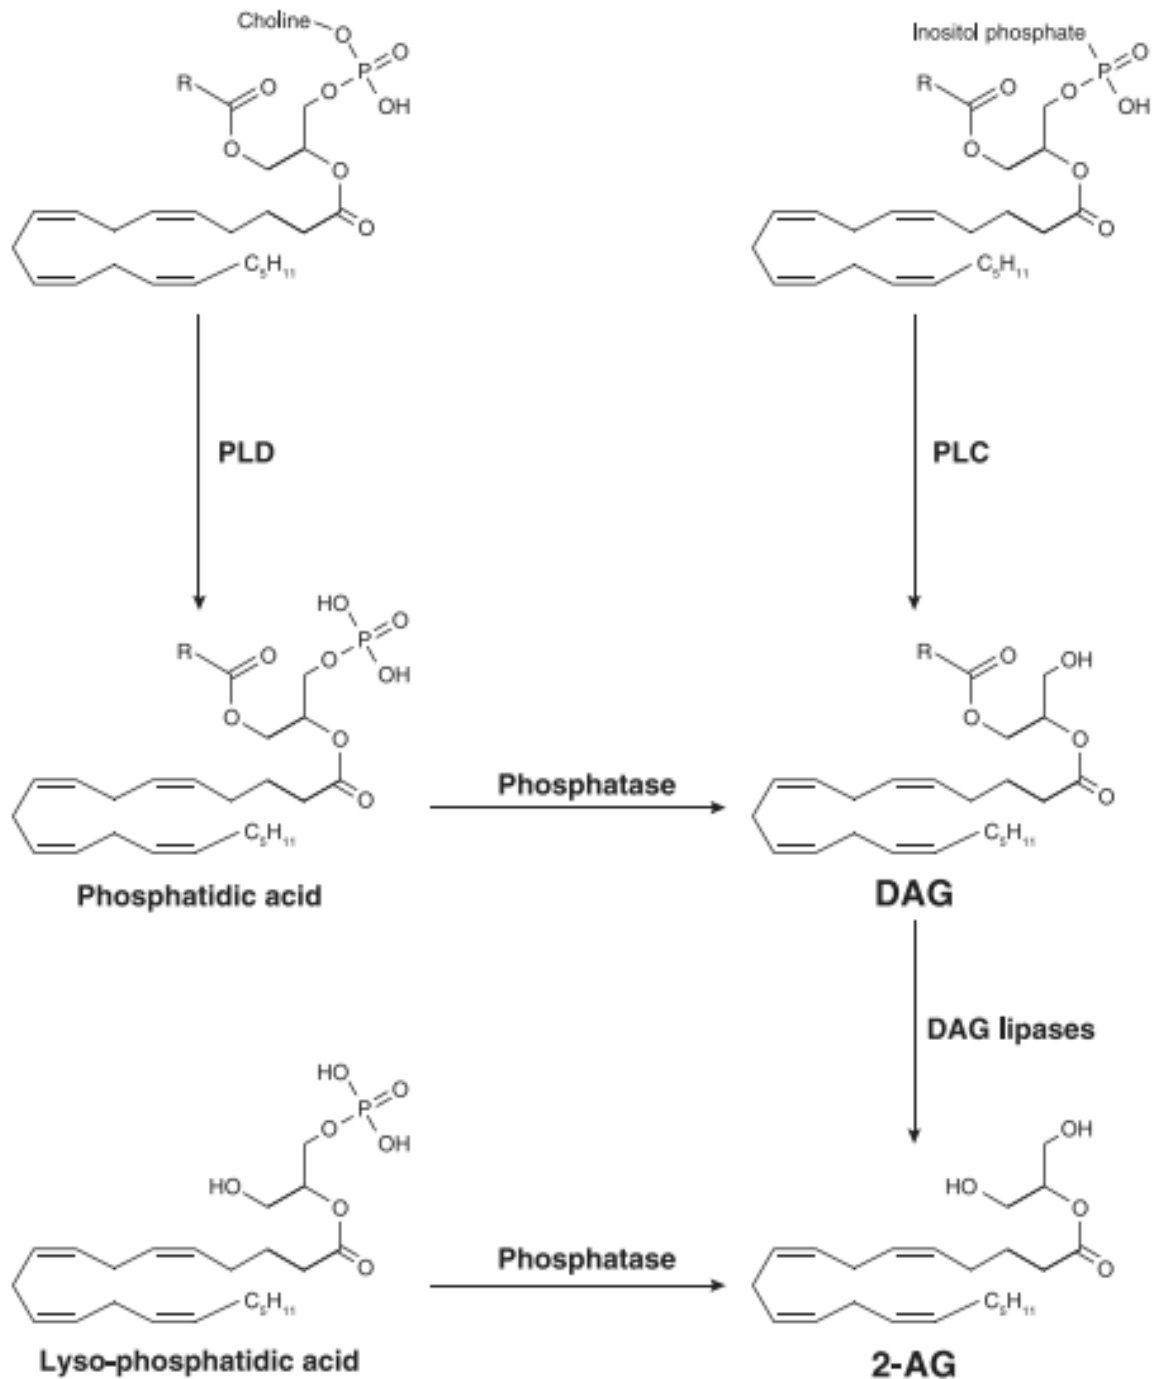 Choline
O
O
P
R
O
O
OH
O
O
O
C₅H₁₁
Inositol phosphate
O
P
R
O
O
OH
O
O
O
C₅H₁₁
PLD
PLC
HO
O
P
R
O
O
OH
O
O
O
C₅H₁₁
Phosphatidic acid
Phosphatase
R
O
OH
O
O
O
C₅H₁₁
DAG
DAG lipases
HO
O
P
O
OH
HO
O
O
C₅H₁₁
Lyso-phosphatidic acid
Phosphatase
OH
HO
O
O
C₅H₁₁
2-AG